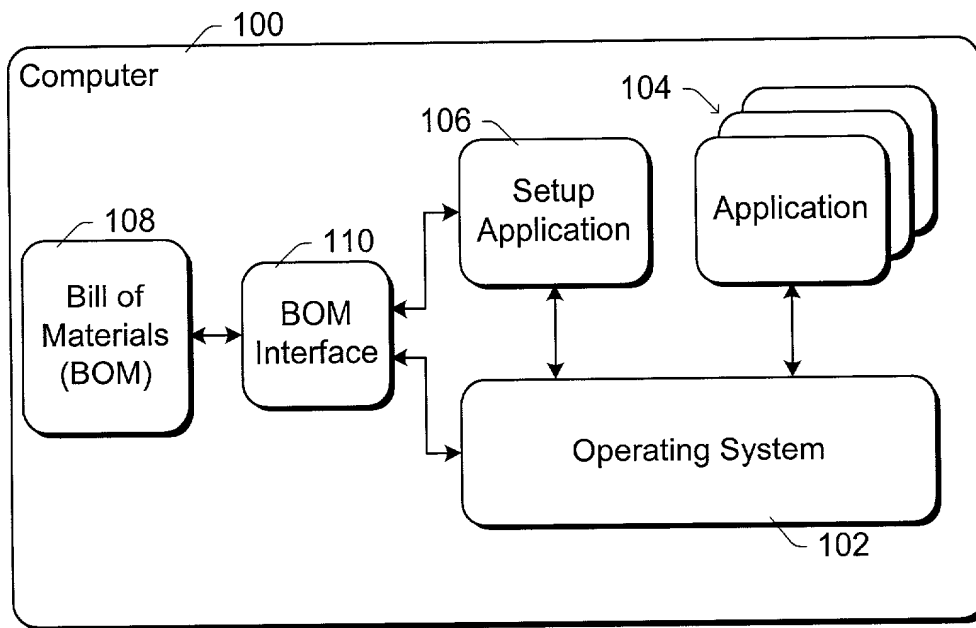 100
Computer
104
106
Setup
Application
Application
108
110
Bill of
Materials
(BOM)
BOM
Interface
Operating System
102